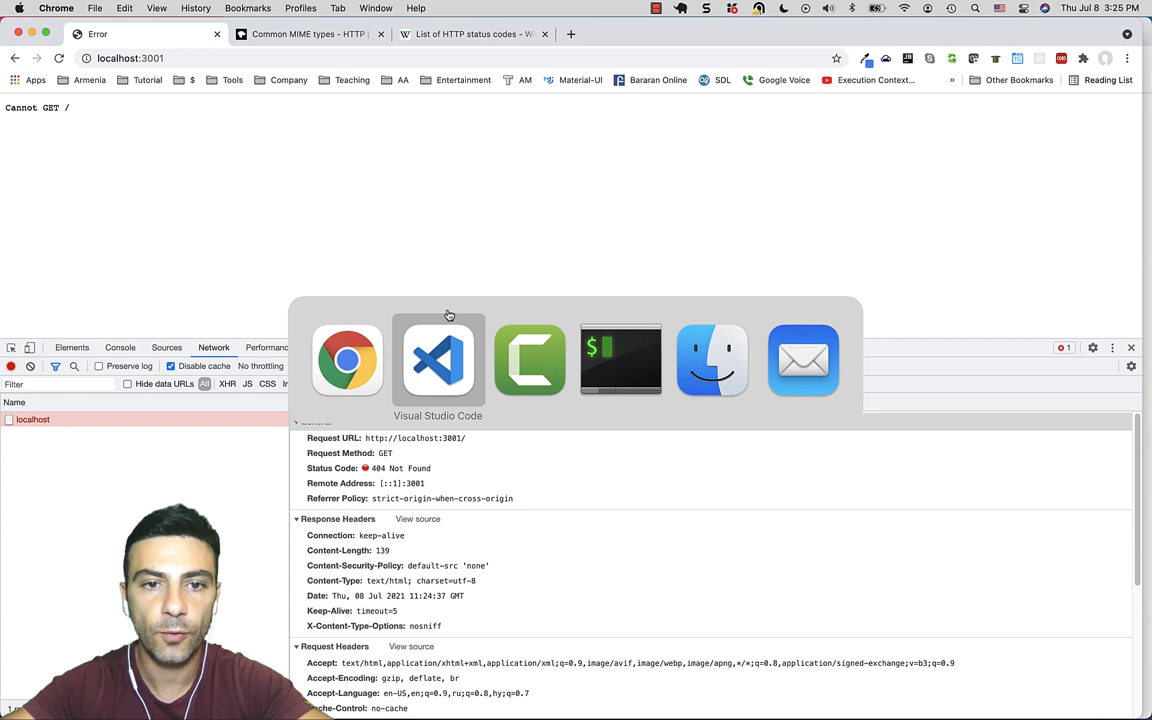 Chrome File Edit View History Bookmarks Profiles Tab Window Help Thu Jul 8 3:25 PM
Error Common MIME types - HTTP | List of HTTP status codes - Wi
localhost:3001
Apps Armenia Tutorial $ Tools Company Teaching AA Entertainment AM Material-UI Bararan Online SDL Google Voice Execution Context... » Other Bookmarks Reading List
Cannot GET /
$
Visual Studio Code
Elements Console Sources Network Performanc 1
Preserve log Disable cache No throttling
Filter Hide data URLs All XHR JS CSS Im
Name
localhost
Request URL: http://localhost:3001/
Request Method: GET
Status Code: 404 Not Found
Remote Address: [::1]:3001
Referrer Policy: strict-origin-when-cross-origin
Response Headers View source
Connection: keep-alive
Content-Length: 139
Content-Security-Policy: default-src 'none'
Content-Type: text/html; charset=utf-8
Date: Thu, 08 Jul 2021 11:24:37 GMT
Keep-Alive: timeout=5
X-Content-Type-Options: nosniff
Request Headers View source
Accept: text/html,application/xhtml+xml,application/xml;q=0.9,image/avif,image/webp,image/apng,*/*;q=0.8,application/signed-exchange;v=b3;q=0.9
Accept-Encoding: gzip, deflate, br
Accept-Language: en-US,en;q=0.9,ru;q=0.8,hy;q=0.7
ache-Control: no-cache